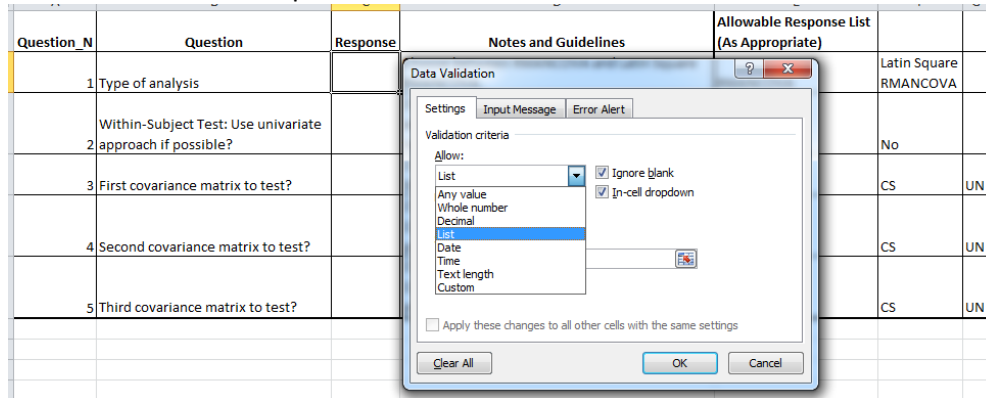 Allowable Response List
Question_N Question Response Notes and Guidelines (As Appropriate)
1 Type of analysis
Latin Square
RMANCOVA
Within-Subject Test: Use univariate
2 approach if possible? No
3 First covariance matrix to test? CS UN
4 Second covariance matrix to test? CS UN
5 Third covariance matrix to test? CS UN
Data Validation
Settings Input Message Error Alert
Validation criteria
Allow:
List Ignore blank
Any value In-cell dropdown
Whole number
Decimal
List
Date
Time
Text length
Custom
Apply these changes to all other cells with the same settings
Clear All OK Cancel